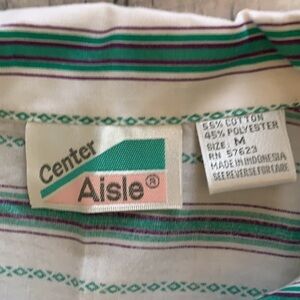 Center
Aisle®
55% COTTON
45% POLYESTER
SIZE: M
RN 57623
MADE IN INDONESIA
SEE REVERSE FOR CARE